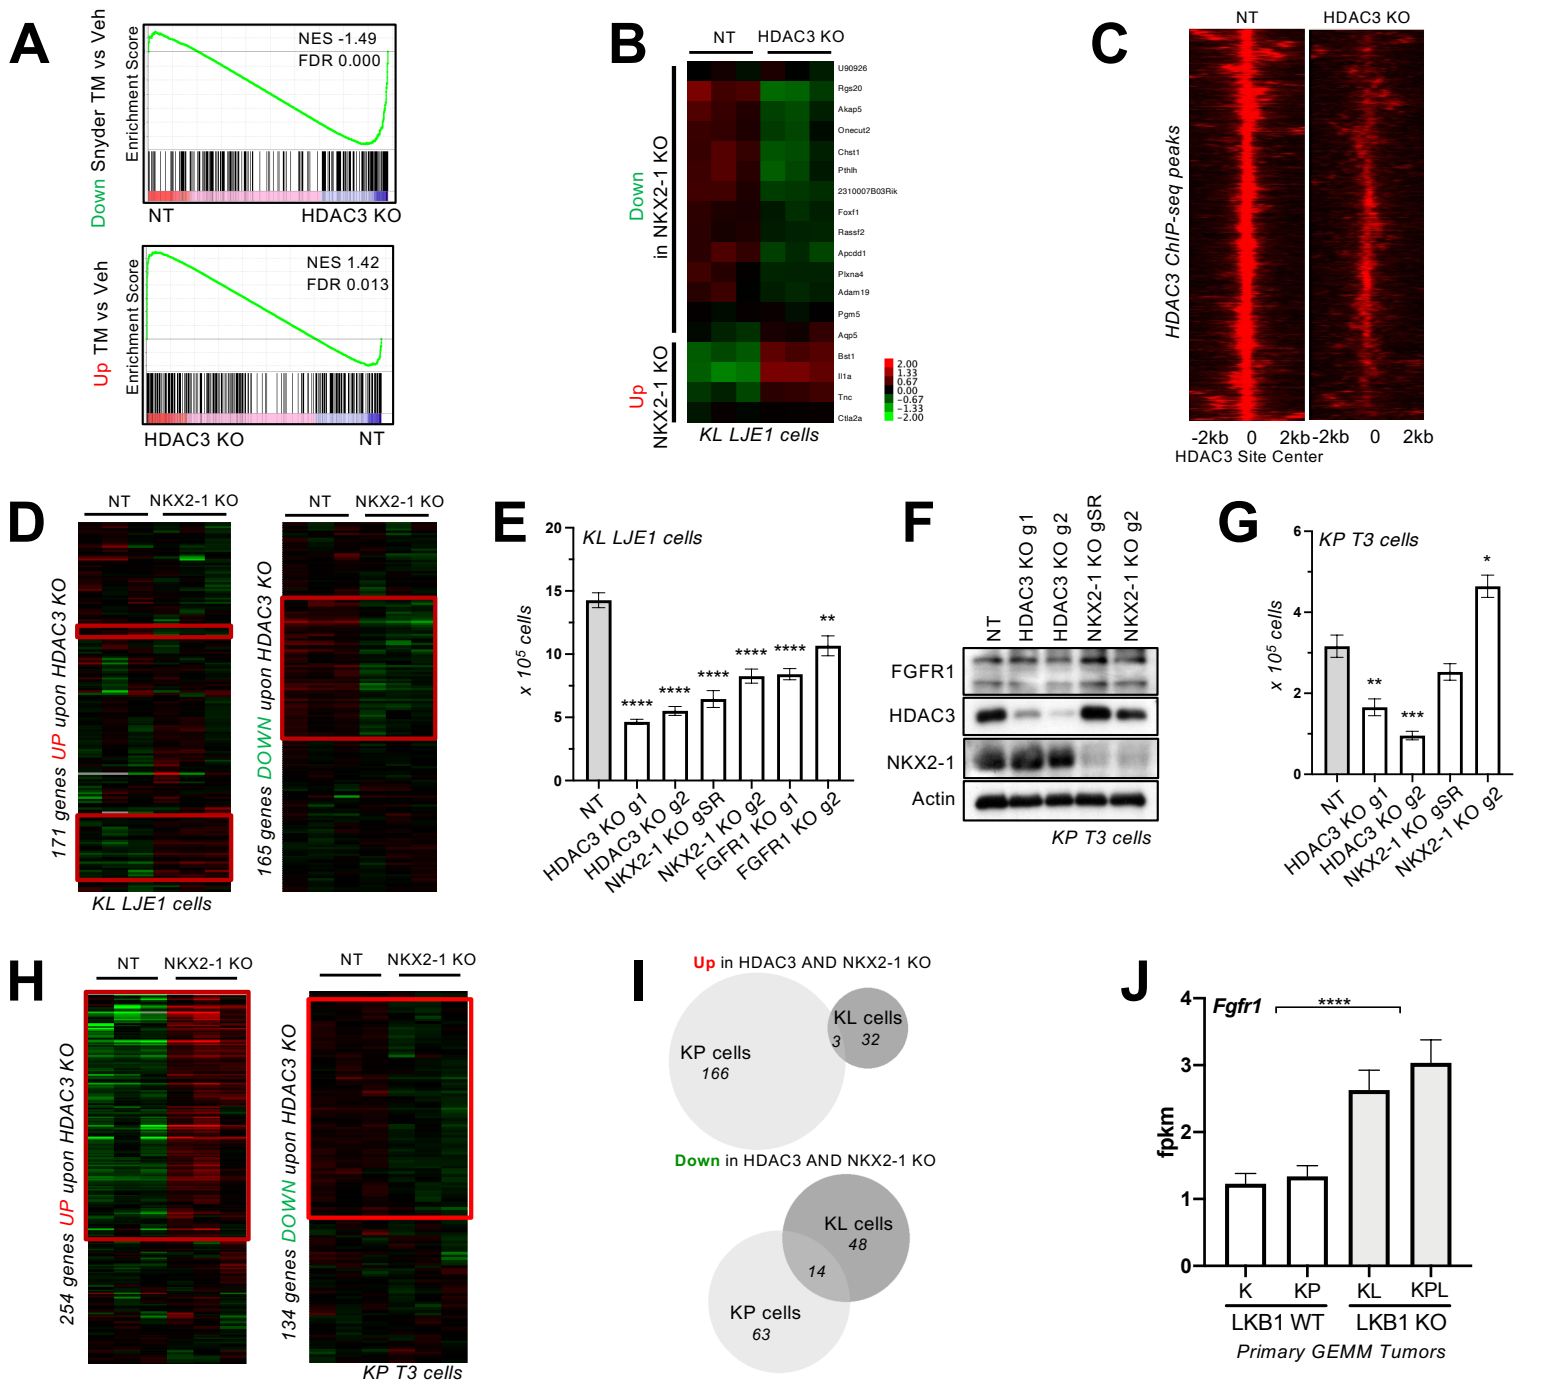 A
Down Snyder TM vs Veh
Enrichment Score
NES -1.49
FDR 0.000
NT
HDAC3 KO
Up TM vs Veh
Enrichment Score
NES 1.42
FDR 0.013
HDAC3 KO
NT
B
NT
HDAC3 KO
Down
in NKX2-1 KO
Up
NKX2-1 KO
U90926
Rgs20
Akap5
Onecut2
Chst1
Pthlh
2310007B03Rik
Foxf1
Rassf2
Apcdd1
Plxna4
Adam19
Pgm5
Aqp5
Bst1
Il1a
Tnc
Ctla2a
2.00
1.33
0.67
0.00
-0.67
-1.33
-2.00
KL LJE1 cells
C
NT
HDAC3 KO
HDAC3 ChIP-seq peaks
-2kb 0 2kb
-2kb 0 2kb
HDAC3 Site Center
D
NT
NKX2-1 KO
171 genes UP upon HDAC3 KO
KL LJE1 cells
NT
NKX2-1 KO
165 genes DOWN upon HDAC3 KO
E
KL LJE1 cells
x 10⁵ cells
20
15
10
5
0
****
****
****
****
****
**
NT
HDAC3 KO g1
HDAC3 KO g2
NKX2-1 KO gSR
NKX2-1 KO g2
FGFR1 KO g1
FGFR1 KO g2
F
NT
HDAC3 KO g1
HDAC3 KO g2
NKX2-1 KO gSR
NKX2-1 KO g2
FGFR1
HDAC3
NKX2-1
Actin
KP T3 cells
G
KP T3 cells
x 10⁵ cells
6
4
2
0
**
***
*
NT
HDAC3 KO g1
HDAC3 KO g2
NKX2-1 KO gSR
NKX2-1 KO g2
H
NT
NKX2-1 KO
254 genes UP upon HDAC3 KO
NT
NKX2-1 KO
134 genes DOWN upon HDAC3 KO
KP T3 cells
I
Up in HDAC3 AND NKX2-1 KO
KP cells
166
3
KL cells
32
Down in HDAC3 AND NKX2-1 KO
KL cells
48
14
KP cells
63
J
Fgfr1
****
fpkm
4
3
2
1
0
K
KP
KL
KPL
LKB1 WT
LKB1 KO
Primary GEMM Tumors